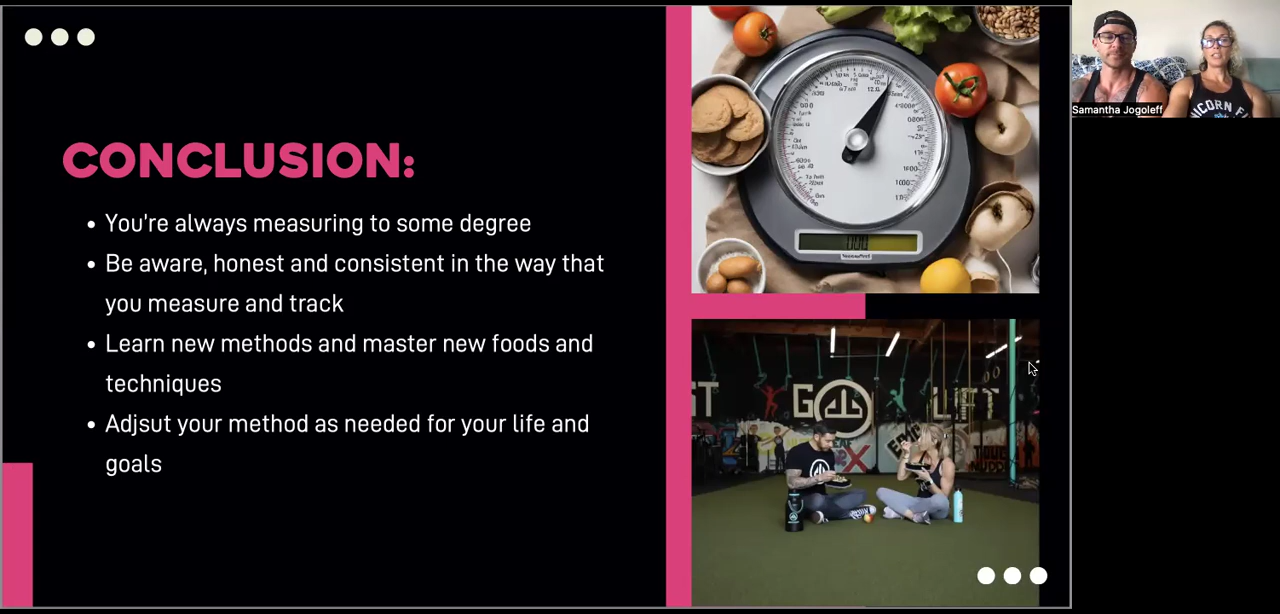 CONCLUSION:
• You're always measuring to some degree
• Be aware, honest and consistent in the way that
you measure and track
• Learn new methods and master new foods and
techniques
• Adjsut your method as needed for your life and
goals
Samantha Jogoleff
LIFT